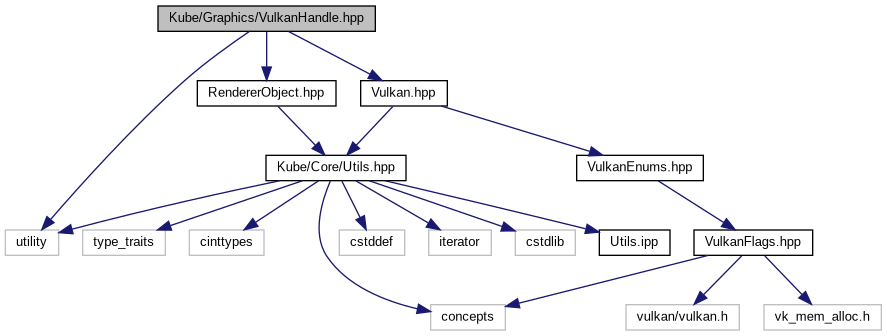 Kube/Graphics/VulkanHandle.hpp
RendererObject.hpp
Vulkan.hpp
Kube/Core/Utils.hpp
VulkanEnums.hpp
utility
type_traits
cinttypes
cstddef
iterator
cstdlib
Utils.ipp
VulkanFlags.hpp
concepts
vulkan/vulkan.h
vk_mem_alloc.h